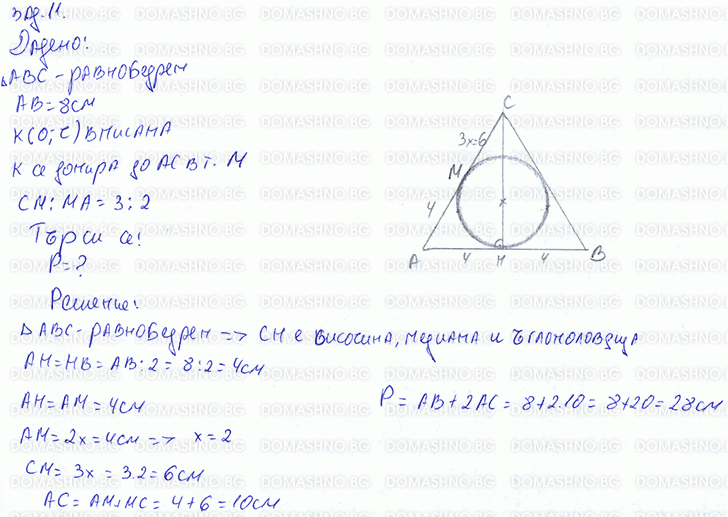 зад. 11.
Дадено:
△ABC - равнобедрен
AB = 8см
K(O; r) вписана
K се допира до AC в т. M
CM : MA = 3 : 2
Търси се:
P = ?
C
3x=6
M
4
x
A
4
H
4
B
Решение:
△ABC - равнобедрен => CH е височина, медиана и ъглополовяща
AH = HB = AB : 2 = 8 : 2 = 4см
AH = AM = 4см
P = AB + 2AC = 8 + 2.10 = 8 + 20 = 28см
AM = 2x = 4см => x = 2
CM = 3x = 3.2 = 6см
AC = AM + MC = 4 + 6 = 10см
DOMASHNO.BG